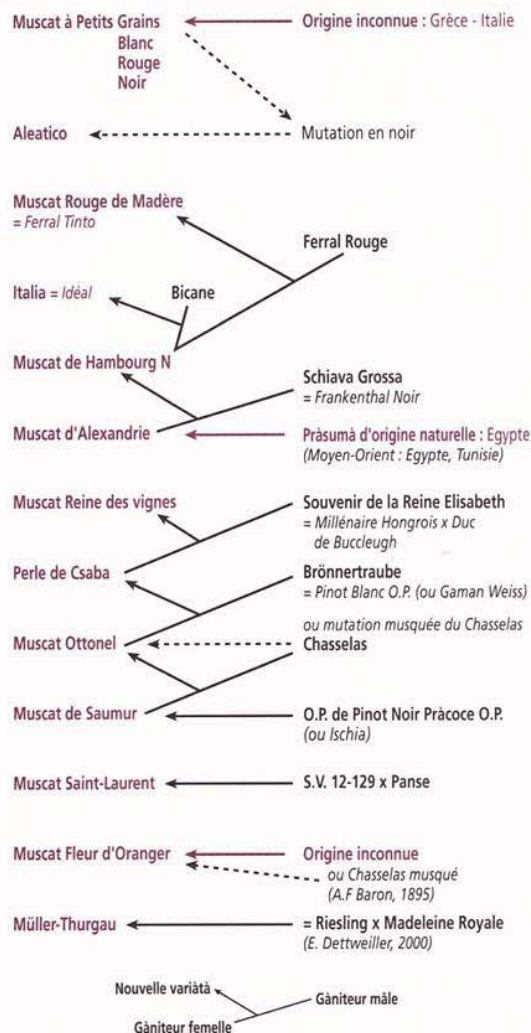 Muscat à Petits Grains
Blanc
Rouge
Noir
Origine inconnue : Grèce - Italie
Aleatico
Mutation en noir
Muscat Rouge de Madère
= Ferral Tinto
Ferral Rouge
Italia = Idéal
Bicane
Muscat de Hambourg N
Schiava Grossa
= Frankenthal Noir
Muscat d'Alexandrie
Pràsumà d'origine naturelle : Egypte
(Moyen-Orient : Egypte, Tunisie)
Muscat Reine des vignes
Souvenir de la Reine Elisabeth
= Millénaire Hongrois x Duc
de Buccleugh
Perle de Csaba
Brönnertraube
= Pinot Blanc O.P. (ou Gaman Weiss)
ou mutation musquée du Chasselas
Muscat Ottonel
Chasselas
Muscat de Saumur
O.P. de Pinot Noir Pràcoce O.P.
(ou Ischia)
Muscat Saint-Laurent
S.V. 12-129 x Panse
Muscat Fleur d'Oranger
Origine inconnue
ou Chasselas musqué
(A.F Baron, 1895)
Müller-Thurgau
= Riesling x Madeleine Royale
(E. Dettweiller, 2000)
Nouvelle variàtà
Gàniteur mâle
Gàniteur femelle